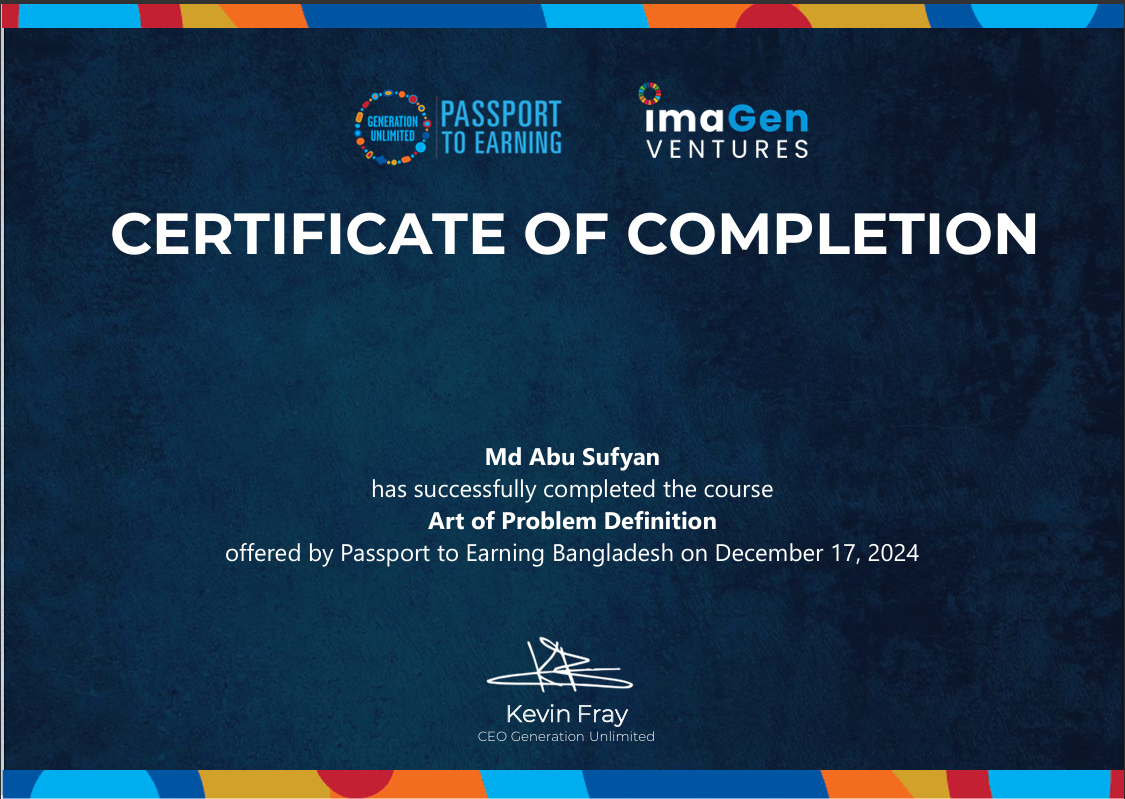 GENERATION
UNLIMITED
PASSPORT
TO EARNING
imaGen
VENTURES
CERTIFICATE OF COMPLETION
Md Abu Sufyan
has successfully completed the course
Art of Problem Definition
offered by Passport to Earning Bangladesh on December 17, 2024
Kevin Fray
CEO Generation Unlimited